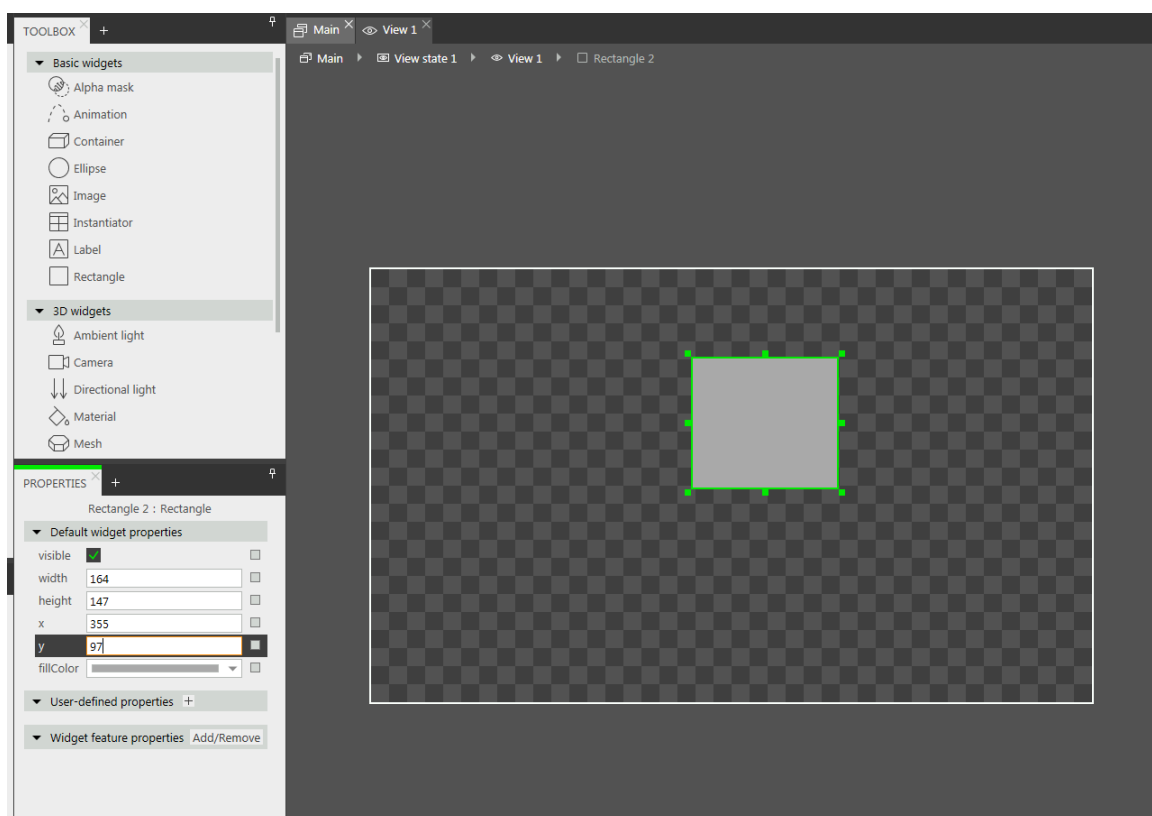 TOOLBOX
Main View 1
Main View state 1 View 1 Rectangle 2
Basic widgets
Alpha mask
Animation
Container
Ellipse
Image
Instantiator
A Label
Rectangle
3D widgets
Ambient light
Camera
Directional light
Material
Mesh
PROPERTIES
Rectangle 2 : Rectangle
Default widget properties
visible
width 164
height 147
x 355
y 97
fillColor
User-defined properties +
Widget feature properties Add/Remove